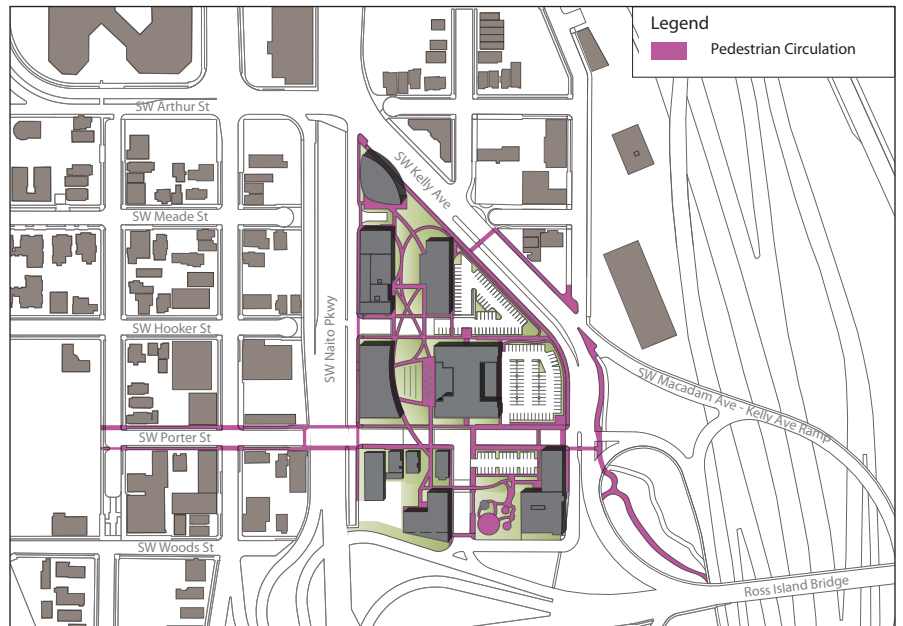 Legend
Pedestrian Circulation
SW Arthur St
SW Kelly Ave
SW Meade St
SW Naito Pkwy
SW Hooker St
SW Macadam Ave - Kelly Ave Ramp
SW Porter St
SW Woods St
Ross Island Bridge